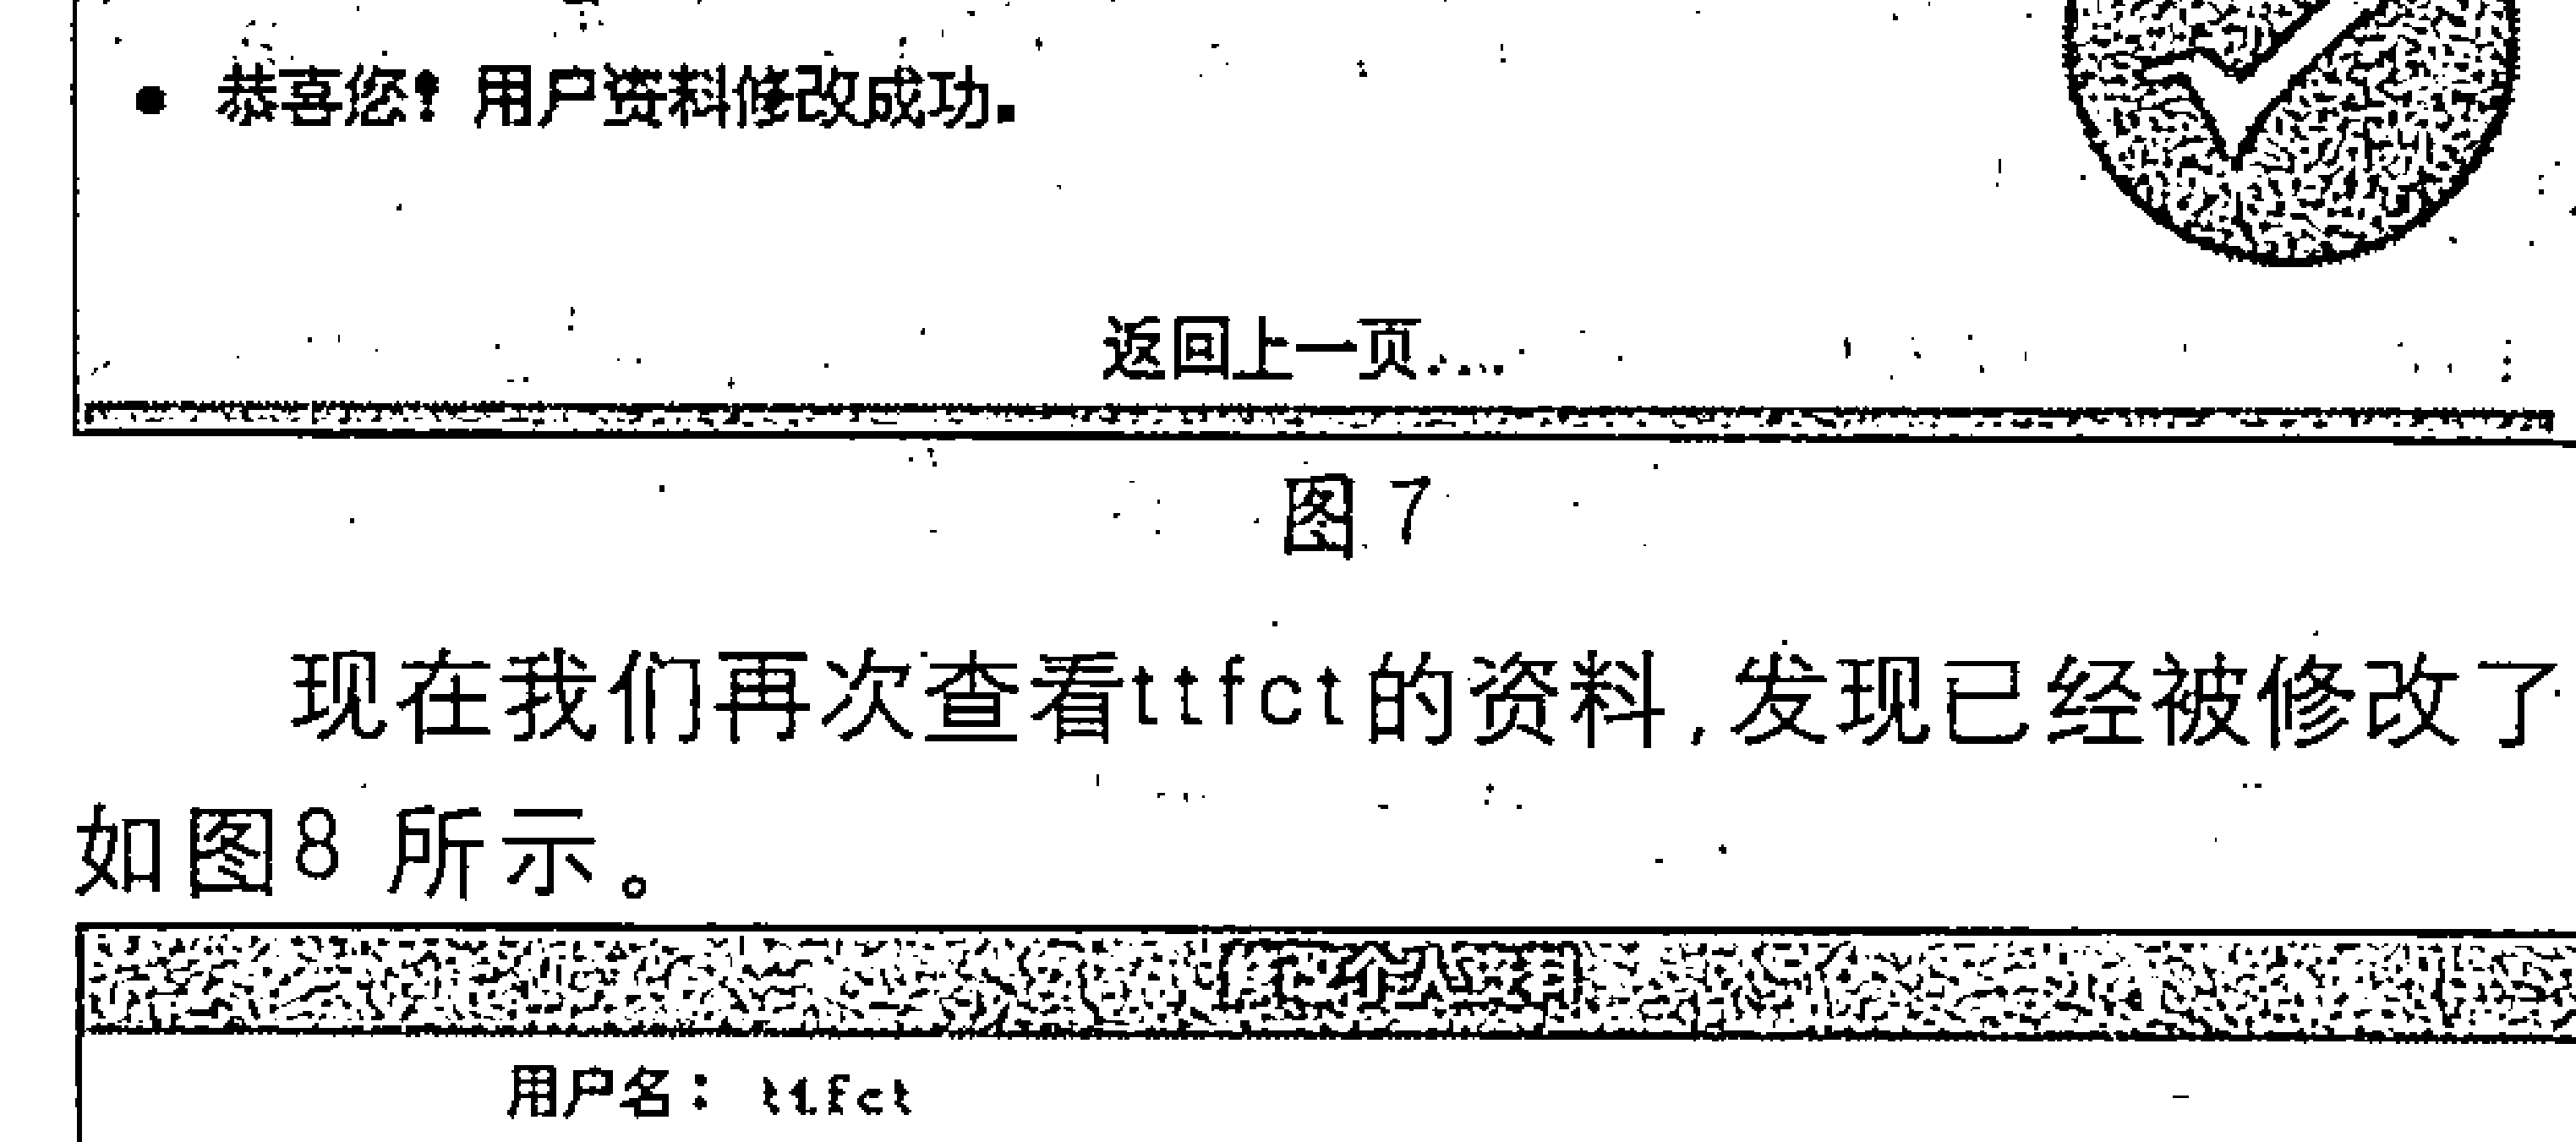 • 恭喜您！用户资料修改成功.
返回上一页....
图 7
现在我们再次查看ttfct的资料,发现已经被修改了
如图8 所示。
用户名： ttfct